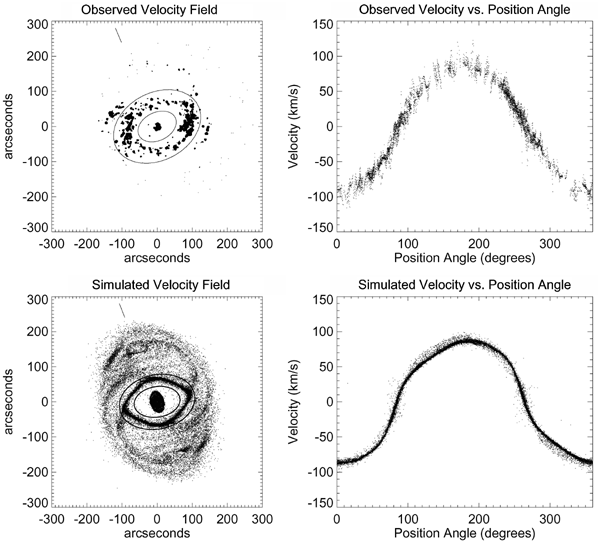 Observed Velocity Field
300
200
100
0
-100
-200
-300
arcseconds
-300 -200 -100 0 100 200 300
arcseconds
Observed Velocity vs. Position Angle
150
100
50
0
-50
-100
-150
Velocity (km/s)
0 100 200 300
Position Angle (degrees)
Simulated Velocity Field
300
200
100
0
-100
-200
-300
arcseconds
-300 -200 -100 0 100 200 300
arcseconds
Simulated Velocity vs. Position Angle
150
100
50
0
-50
-100
-150
Velocity (km/s)
0 100 200 300
Position Angle (degrees)